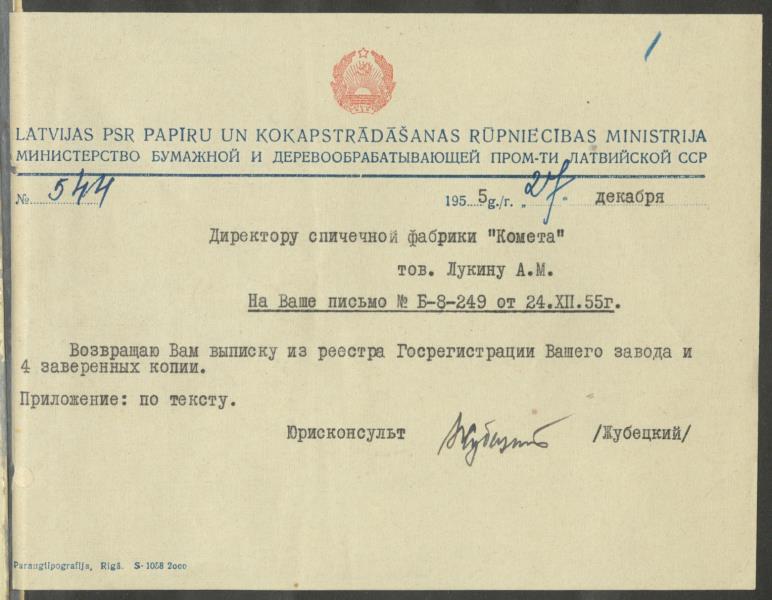 1
LATVIJAS PSR PAPĪRU UN KOKAPSTRĀDĀŠANAS RŪPNIECĪBAS MINISTRIJA
МИНИСТЕРСТВО БУМАЖНОЙ И ДЕРЕВООБРАБАТЫВАЮЩЕЙ ПРОМ-ТИ ЛАТВИЙСКОЙ ССР
№ 544 1955 g./г. „27“ декабря
Директору спичечной фабрики "Комета"
тов. Лукину А.М.
На Ваше письмо № Б-8-249 от 24.XII.55г.
Возвращаю Вам выписку из реестра Госрегистрации Вашего завода и
4 заверенных копии.
Приложение: по тексту.
Юрисконсульт Жубецкий /Жубецкий/
Paraugtipografija, Rīgā. S-1058 2000